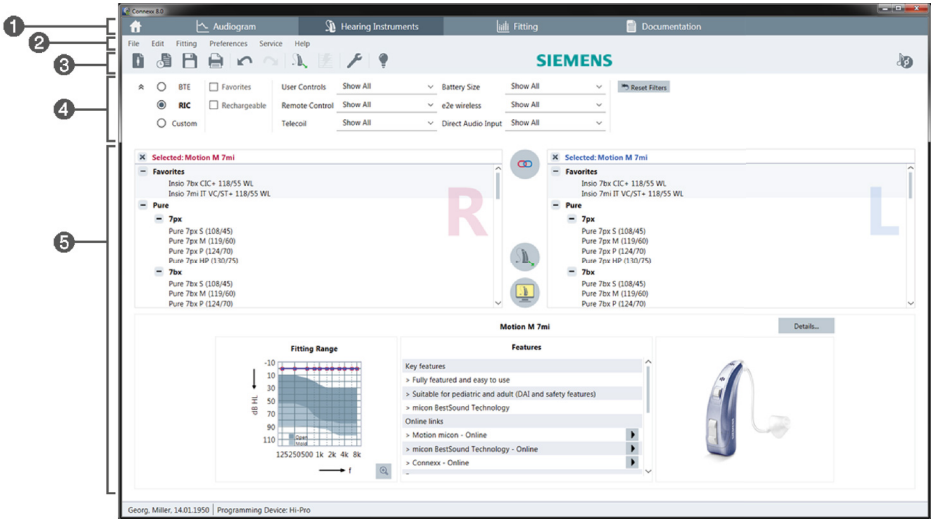 Connexx 8.0
1
Audiogram
Hearing Instruments
Fitting
Documentation
2
File Edit Fitting Preferences Service Help
3
SIEMENS
4
BTE Favorites User Controls Show All Battery Size Show All Reset Filters
RIC Rechargeable Remote Control Show All e2e wireless Show All
Custom Telecoil Show All Direct Audio Input Show All
5
Selected: Motion M 7mi
Favorites
Insio 7bx CIC+ 118/55 WL
Insio 7mi IT VC/ST+ 118/55 WL
Pure
7px
Pure 7px S (108/45)
Pure 7px M (119/60)
Pure 7px P (124/70)
Pure 7px HP (130/75)
7bx
Pure 7bx S (108/45)
Pure 7bx M (119/60)
Pure 7bx P (124/70)
R
Selected: Motion M 7mi
Favorites
Insio 7bx CIC+ 118/55 WL
Insio 7mi IT VC/ST+ 118/55 WL
Pure
7px
Pure 7px S (108/45)
Pure 7px M (119/60)
Pure 7px P (124/70)
Pure 7px HP (130/75)
7bx
Pure 7bx S (108/45)
Pure 7bx M (119/60)
Pure 7bx P (124/70)
L
Motion M 7mi
Details...
Fitting Range
-10
10
30
50
70
90
110
dB HL
Open
Mold
125 250 500 1k 2k 4k 8k
f
Features
Key features
> Fully featured and easy to use
> Suitable for pediatric and adult (DAI and safety features)
> micon BestSound Technology
Online links
> Motion micon - Online
> micon BestSound Technology - Online
> Connexx - Online
Georg, Miller, 14.01.1950 Programming Device: Hi-Pro